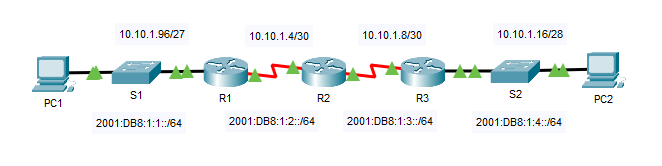 10.10.1.96/27
10.10.1.4/30
10.10.1.8/30
10.10.1.16/28
PC1
S1
R1
R2
R3
S2
PC2
2001:DB8:1:1::/64
2001:DB8:1:2::/64
2001:DB8:1:3::/64
2001:DB8:1:4::/64